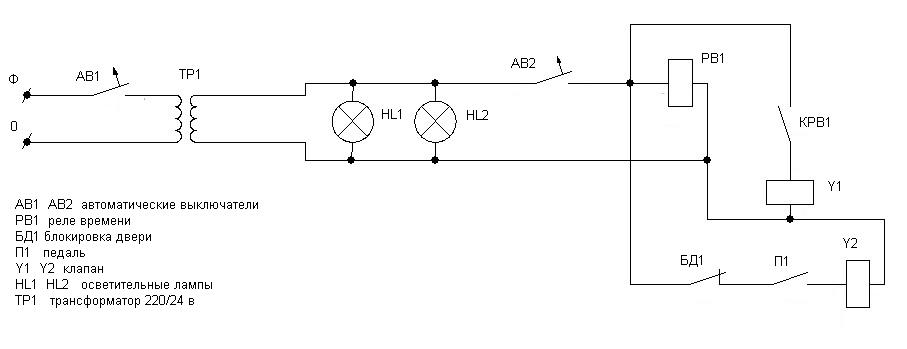 Ф
АВ1
ТР1
0
HL1
HL2
АВ2
РВ1
КРВ1
Y1
БД1
П1
Y2
АВ1 АВ2 автоматические выключатели
РВ1 реле времени
БД1 блокировка двери
П1 педаль
Y1 Y2 клапан
HL1 HL2 осветительные лампы
ТР1 трансформатор 220/24 в